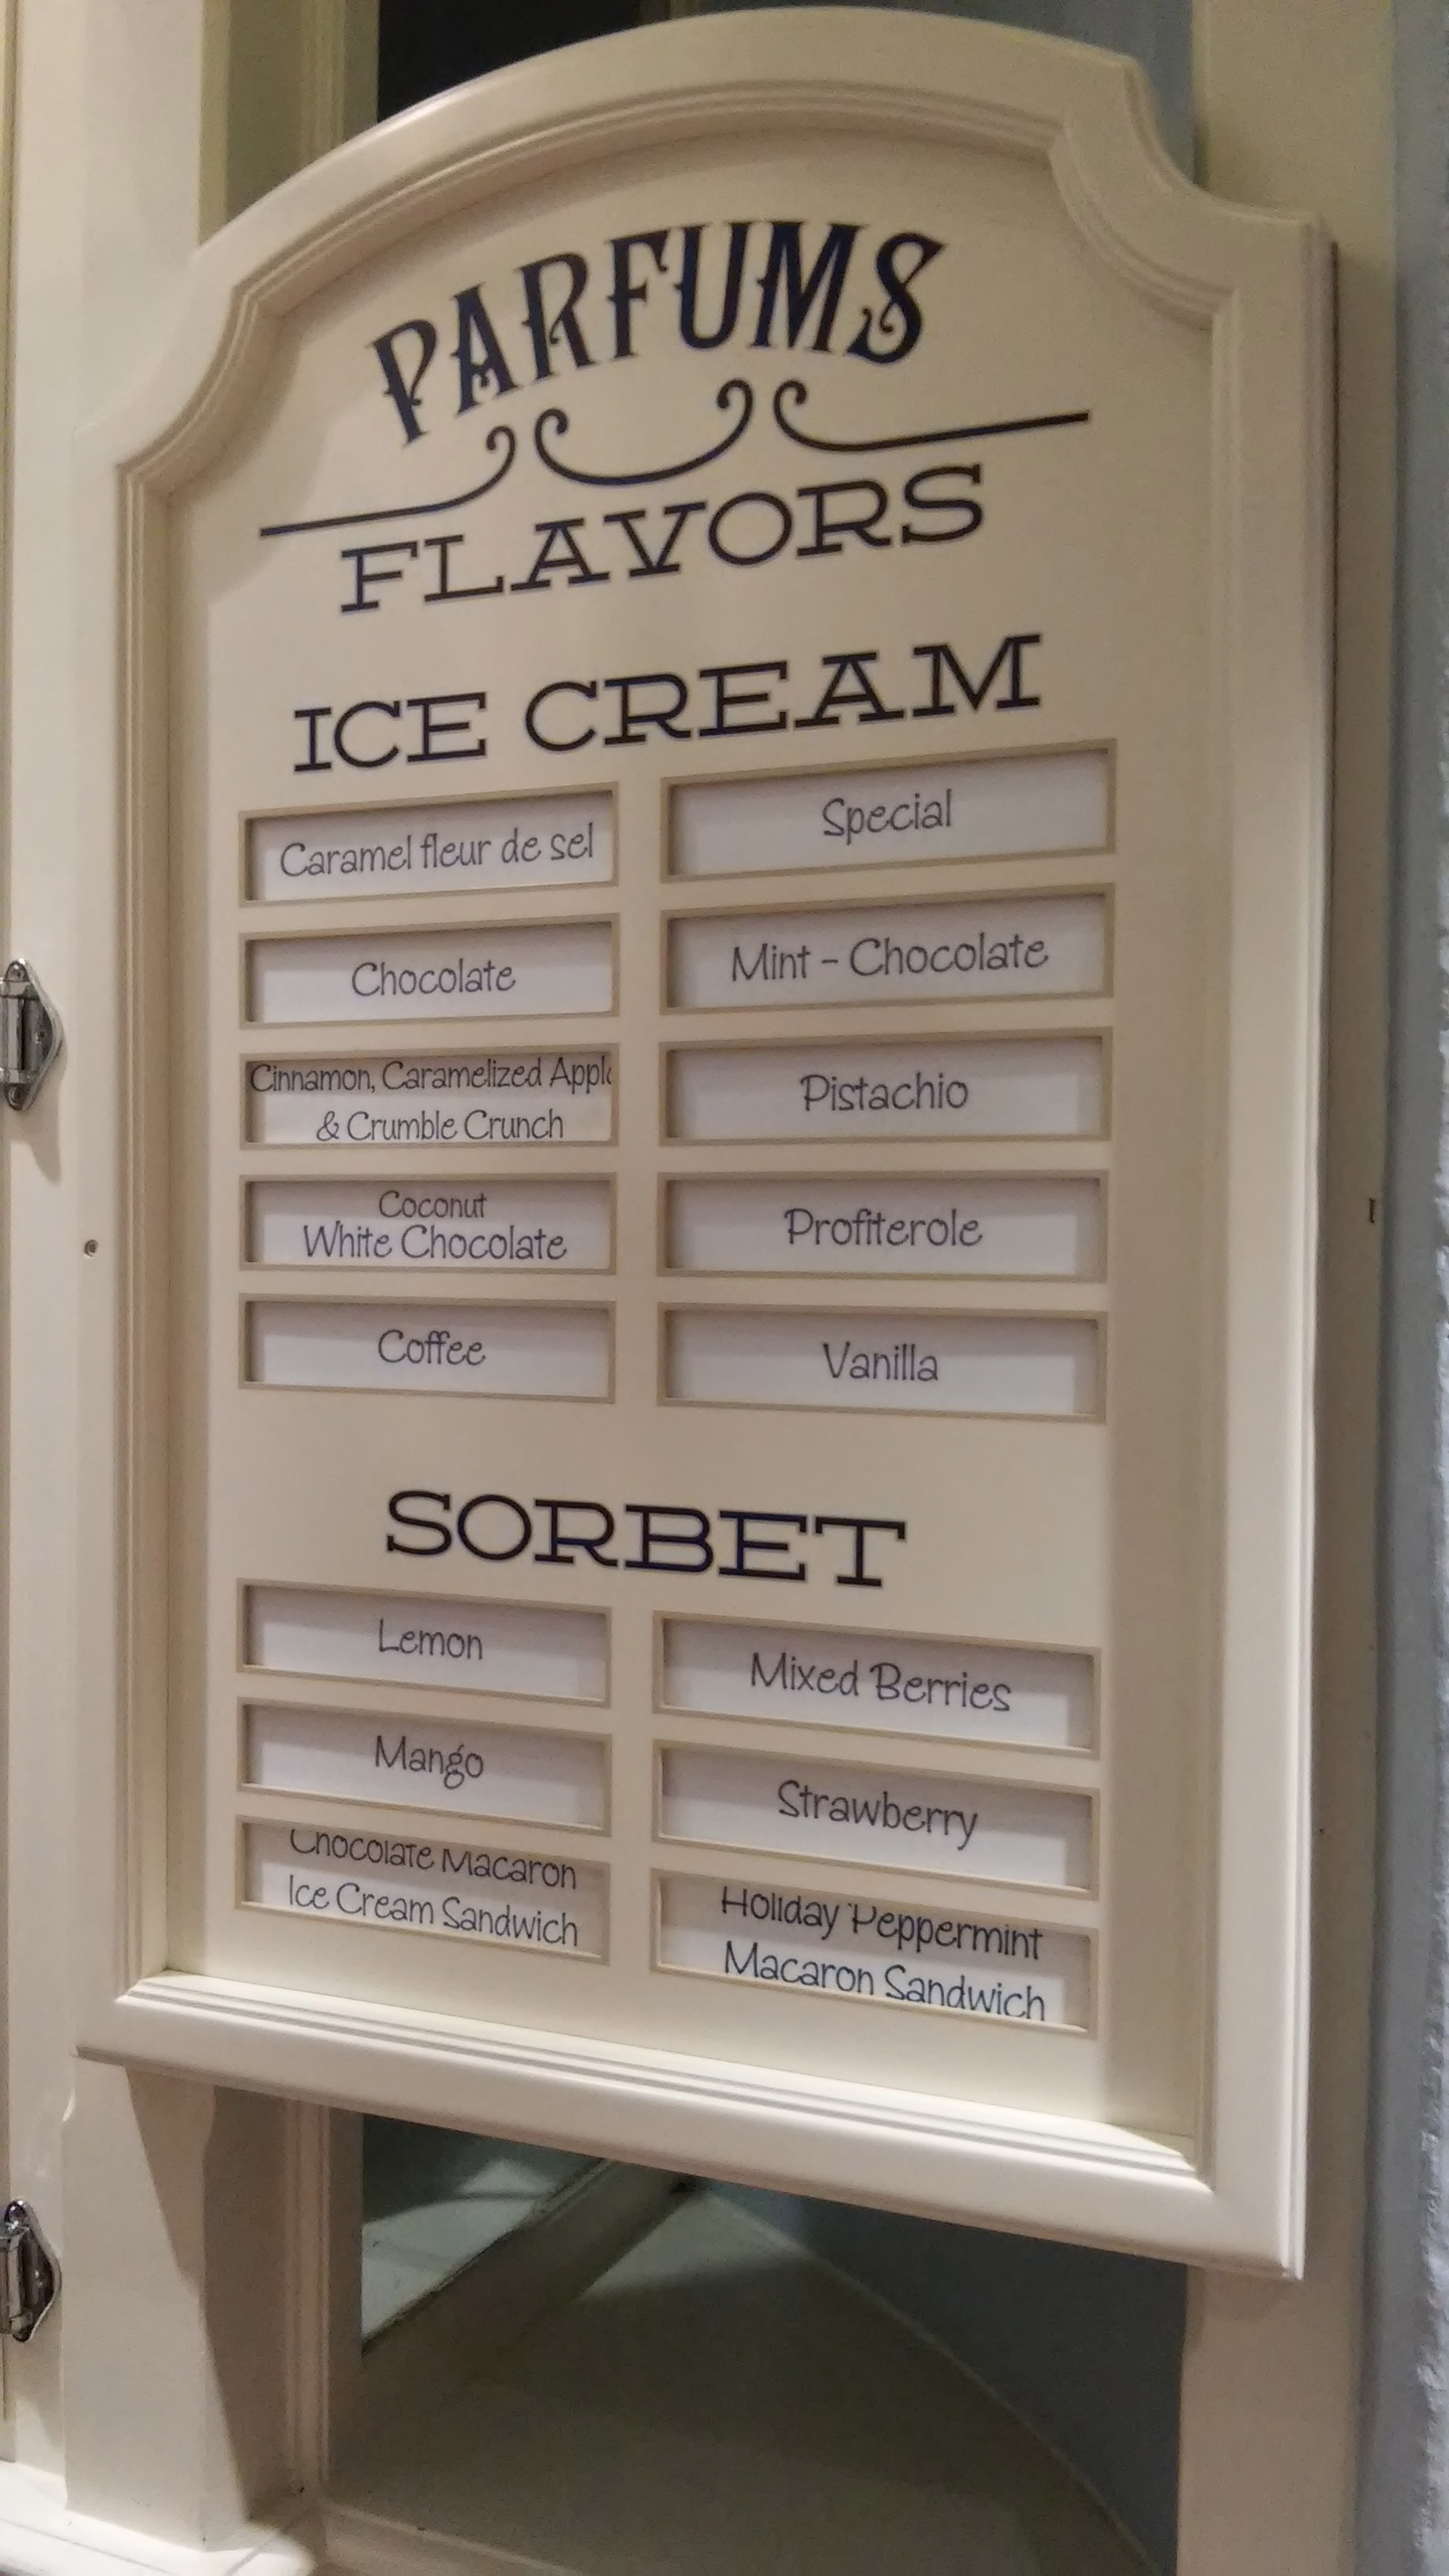 PARFUMS
FLAVORS
ICE CREAM
Caramel fleur de sel
Special
Chocolate
Mint - Chocolate
Cinnamon, Caramelized Apple
& Crumble Crunch
Pistachio
Coconut
White Chocolate
Profiterole
Coffee
Vanilla
SORBET
Lemon
Mixed Berries
Mango
Strawberry
Chocolate Macaron
Ice Cream Sandwich
Holiday Peppermint
Macaron Sandwich